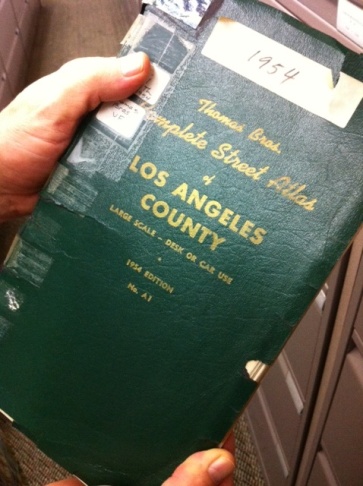 1954
Thomas Bros.
Complete Street Atlas
of
LOS ANGELES
COUNTY
LARGE SCALE - DESK OR CAR USE
1954 EDITION
No. A1